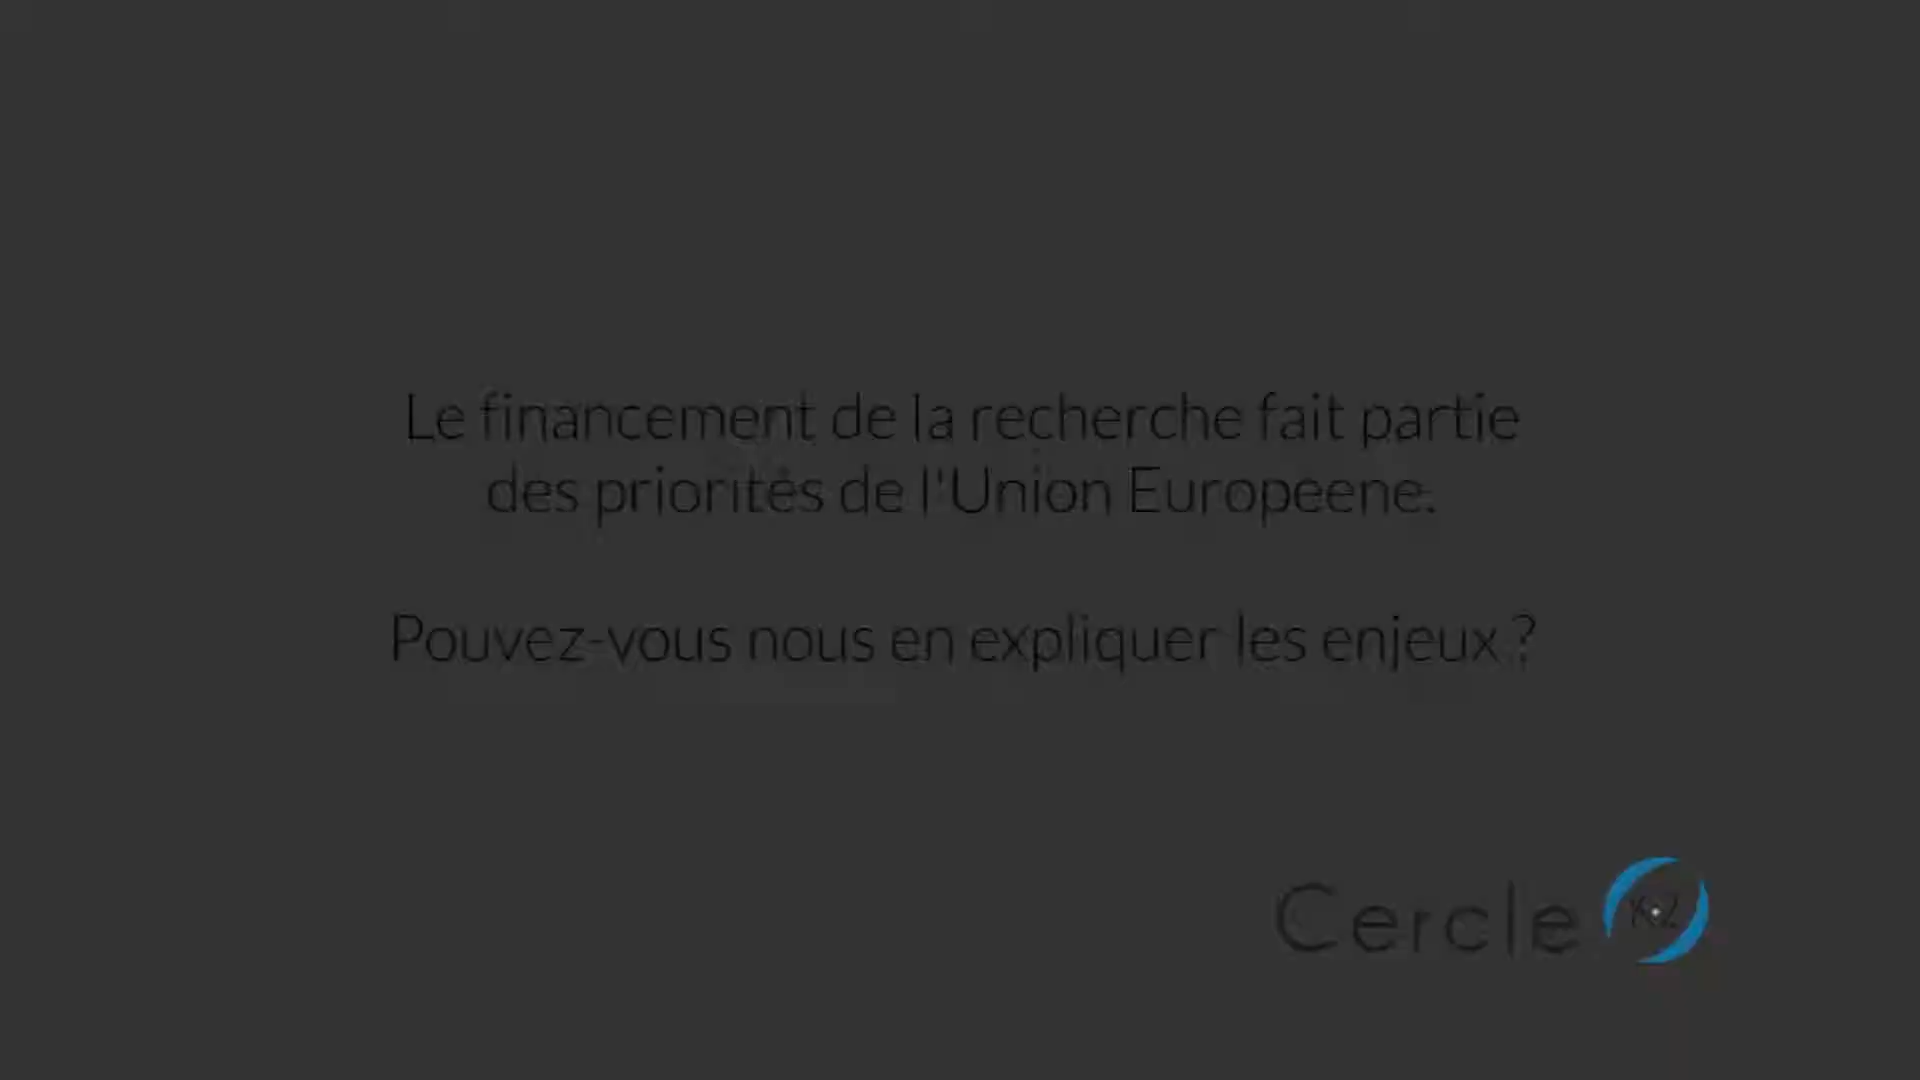 Le financement de la recherche fait partie
des priorités de l'Union Europeene.
Pouvez-vous nous en expliquer les enjeux ?
Cercle K2